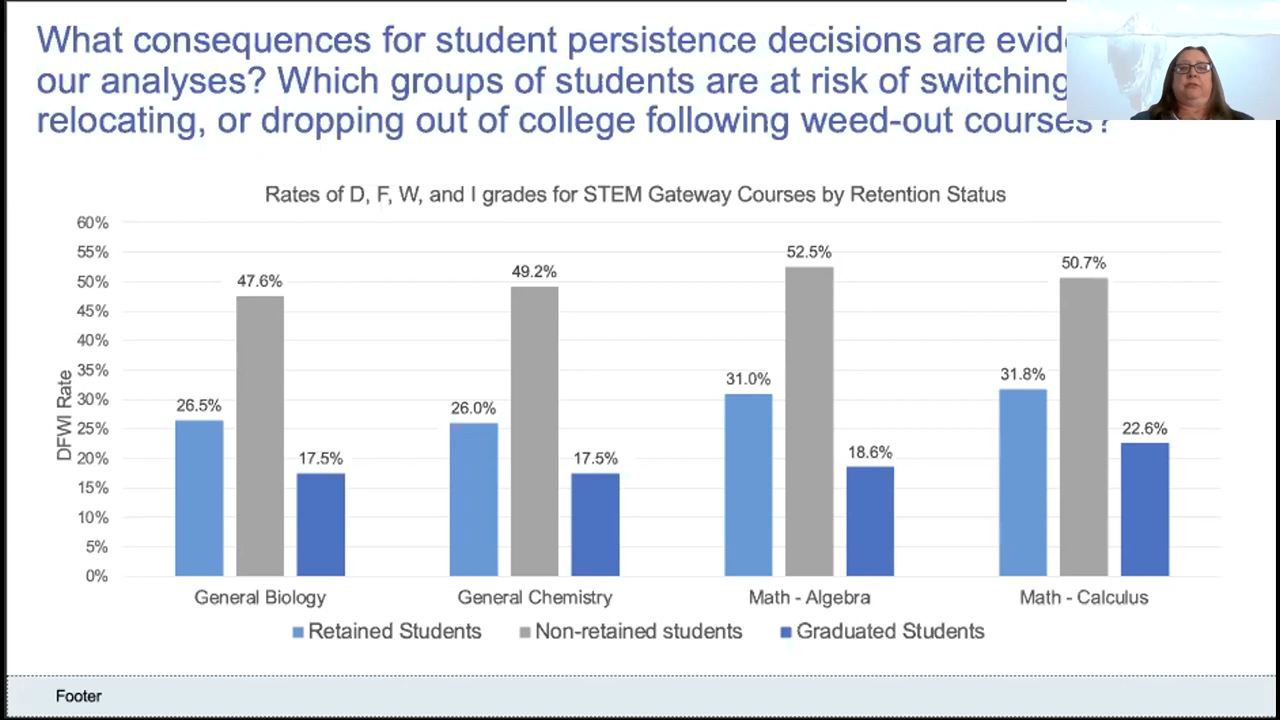 What consequences for student persistence decisions are
our analyses? Which groups of students are at risk of switching
relocating, or dropping out of college following weed-out courses?
Rates of D, F, W, and I grades for STEM Gateway Courses by Retention Status
DFWI Rate
60%
55%
50%
45%
40%
35%
30%
25%
20%
15%
10%
5%
0%
26.5%
47.6%
17.5%
26.0%
49.2%
17.5%
31.0%
52.5%
18.6%
31.8%
50.7%
22.6%
General Biology
General Chemistry
Math - Algebra
Math - Calculus
Retained Students
Non-retained students
Graduated Students
Footer